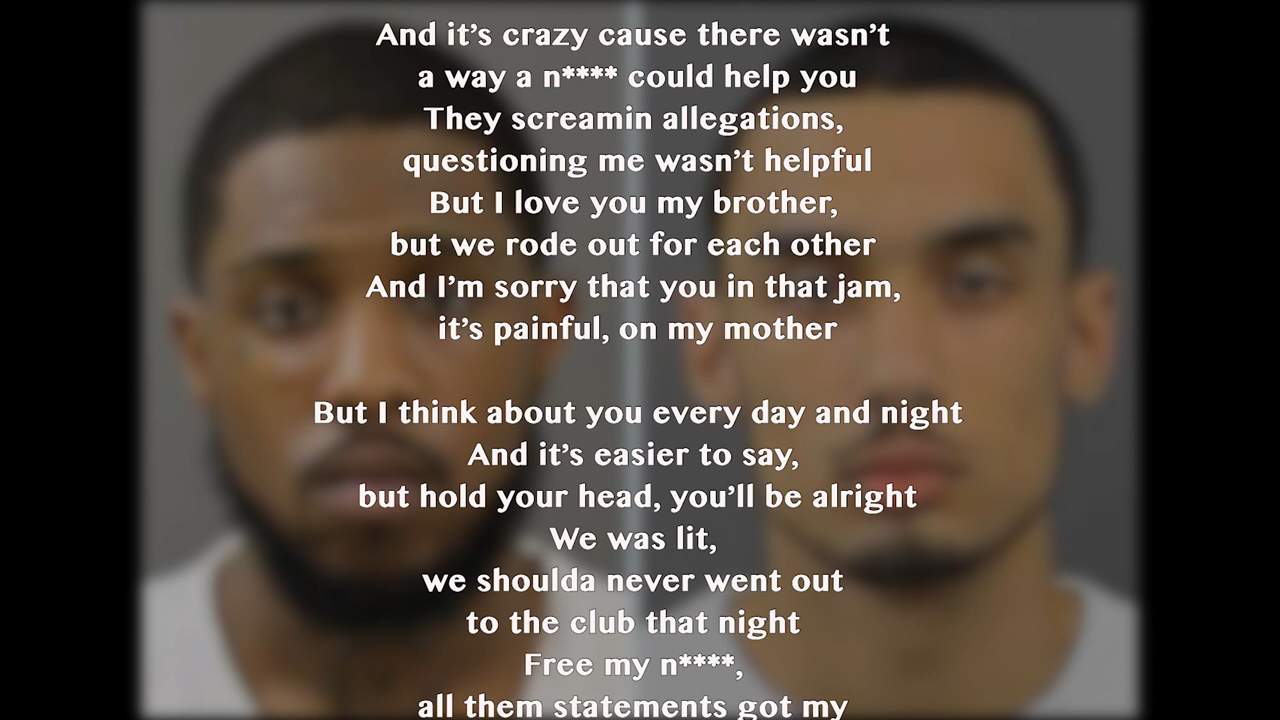 And it’s crazy cause there wasn’t
a way a n**** could help you
They screamin allegations,
questioning me wasn’t helpful
But I love you my brother,
but we rode out for each other
And I’m sorry that you in that jam,
it’s painful, on my mother
But I think about you every day and night
And it’s easier to say,
but hold your head, you’ll be alright
We was lit,
we shoulda never went out
to the club that night
Free my n****,
all them statements got my